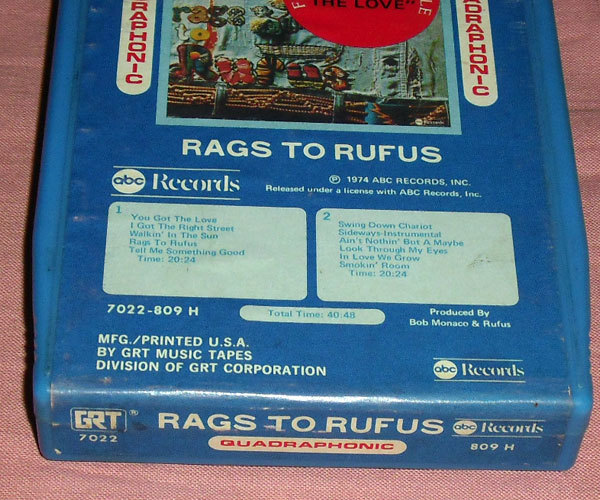 THE LOVE"
RAPHONIC
DRAPHONIC
rags
to
rufus
RAGS TO RUFUS
abc Records
℗ 1974 ABC RECORDS, INC.
Released under a license with ABC Records, Inc.
1
You Got The Love
I Got The Right Street
Walkin' In The Sun
Rags To Rufus
Tell Me Something Good
Time: 20:24
2
Swing Down Chariot
Sideways-Instrumental
Ain't Nothin' But A Maybe
Look Through My Eyes
In Love We Grow
Smokin' Room
Time: 20:24
7022-809 H
Total Time: 40:48
Produced By
Bob Monaco & Rufus
MFG./PRINTED U.S.A.
BY GRT MUSIC TAPES
DIVISION OF GRT CORPORATION
abc Records
GRT ® RAGS TO RUFUS abc Records
7022 QUADRAPHONIC 809 H